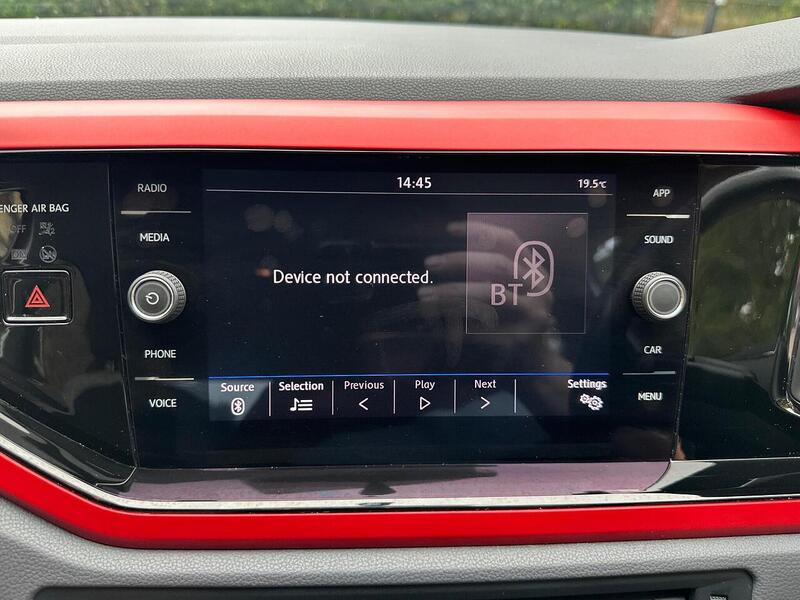 14:45
19.5°C
RADIO
MEDIA
PHONE
VOICE
ENGER AIR BAG
OFF
Device not connected.
BT
APP
SOUND
CAR
MENU
Source
Selection
Previous
Play
Next
Settings